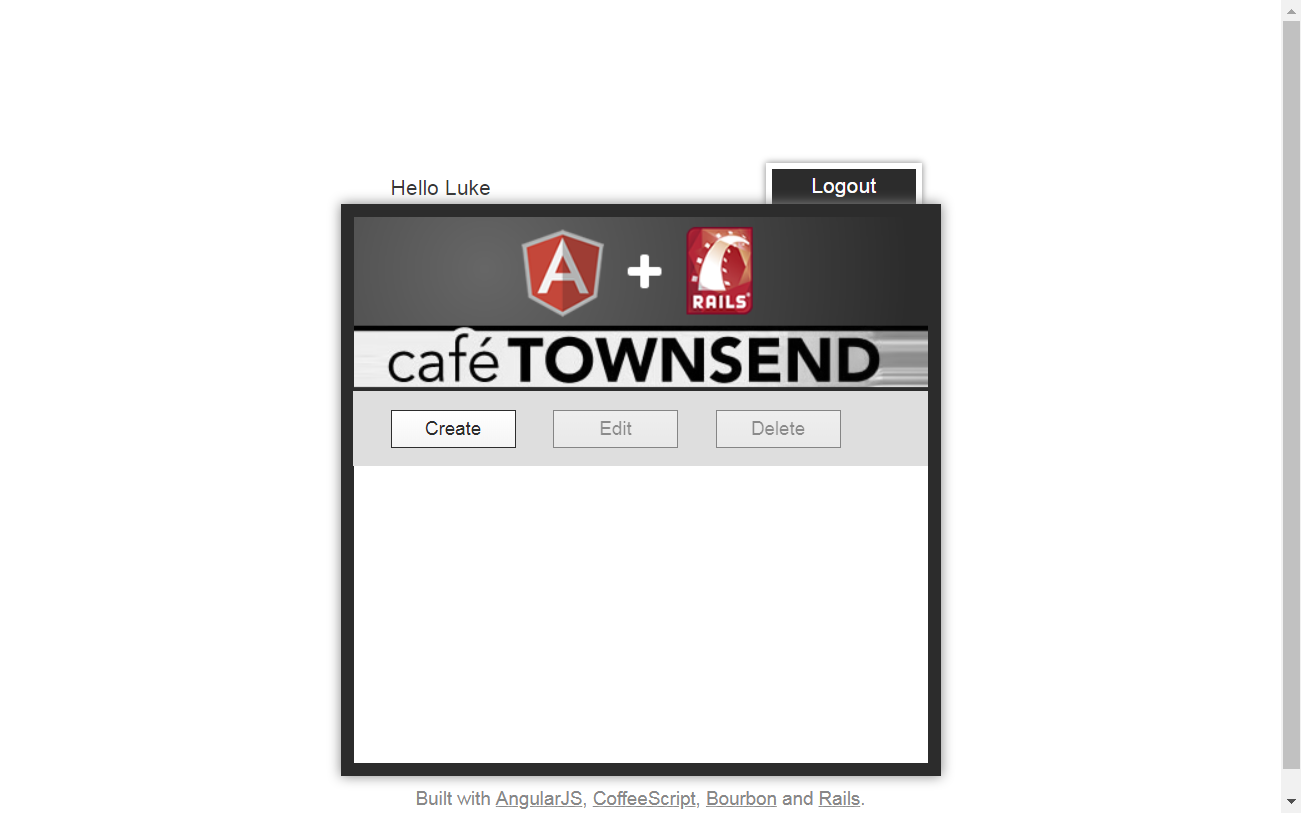 Hello Luke
Logout
A
RAILS
café TOWNSEND
Create
Edit
Delete
Built with AngularJS, CoffeeScript, Bourbon and Rails.